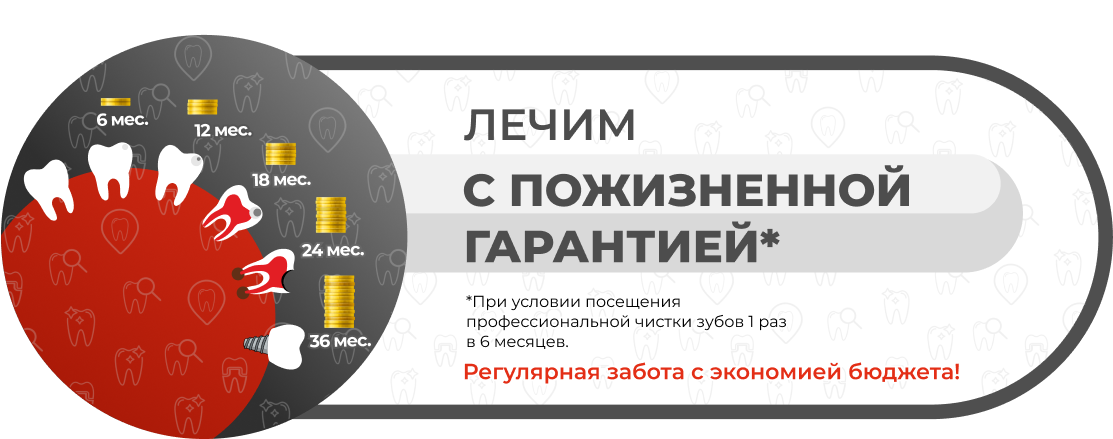 6 мес.
12 мес.
18 мес.
24 мес.
36 мес.
ЛЕЧИМ
С ПОЖИЗНЕННОЙ
ГАРАНТИЕЙ*
*При условии посещения
профессиональной чистки зубов 1 раз
в 6 месяцев.
Регулярная забота с экономией бюджета!